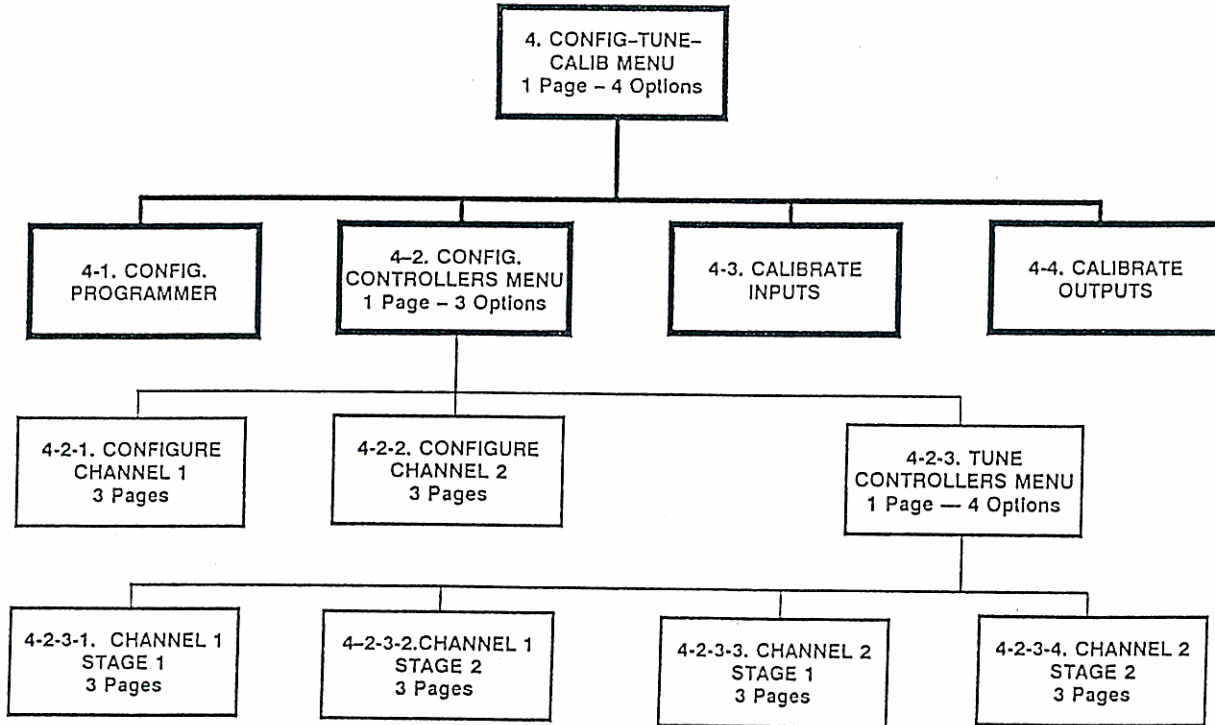 4. CONFIG–TUNE–
CALIB MENU
1 Page – 4 Options
4-1. CONFIG.
PROGRAMMER
4–2. CONFIG.
CONTROLLERS MENU
1 Page – 3 Options
4-3. CALIBRATE
INPUTS
4-4. CALIBRATE
OUTPUTS
4-2-1. CONFIGURE
CHANNEL 1
3 Pages
4-2-2. CONFIGURE
CHANNEL 2
3 Pages
4-2-3. TUNE
CONTROLLERS MENU
1 Page — 4 Options
4-2-3-1. CHANNEL 1
STAGE 1
3 Pages
4–2-3-2.CHANNEL 1
STAGE 2
3 Pages
4-2-3-3. CHANNEL 2
STAGE 1
3 Pages
4-2-3-4. CHANNEL 2
STAGE 2
3 Pages